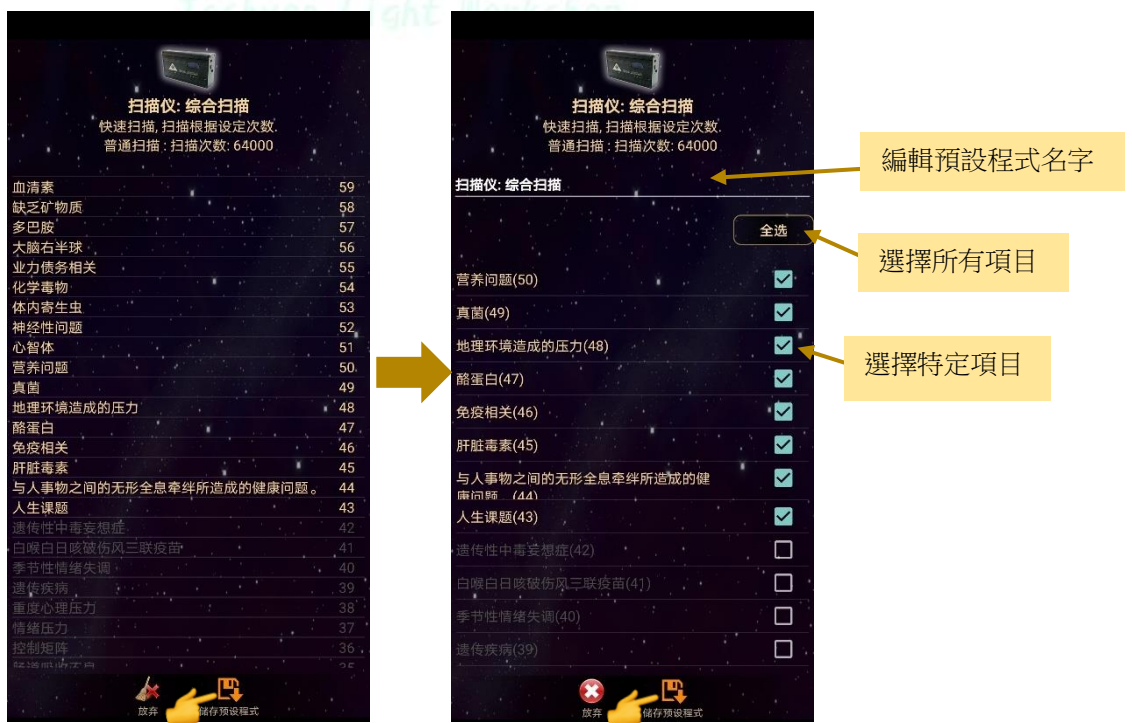 Light Workshop
扫描仪: 综合扫描
快速扫描, 扫描根据设定次数.
普通扫描 : 扫描次数: 64000
血清素 59
缺乏矿物质 58
多巴胺 57
大脑右半球 56
业力债务相关 55
化学毒物 54
体内寄生虫 53
神经性问题 52
心智体 51
营养问题 50
真菌 49
地理环境造成的压力 48
酪蛋白 47
免疫相关 46
肝脏毒素 45
与人事物之间的无形全息牵绊所造成的健康问题。 44
人生课题 43
遗传性中毒妄想症 42
白喉白日咳破伤风三联疫苗 41
季节性情绪失调 40
遗传疾病 39
重度心理压力 38
情绪压力 37
控制矩阵 36
肠道吸收不良 35
放弃
储存预设程式
扫描仪: 综合扫描
快速扫描, 扫描根据设定次数.
普通扫描 : 扫描次数: 64000
扫描仪: 综合扫描
全选
营养问题(50)
真菌(49)
地理环境造成的压力(48)
酪蛋白(47)
免疫相关(46)
肝脏毒素(45)
与人事物之间的无形全息牵绊所造成的健
康问题。(44)
人生课题(43)
遗传性中毒妄想症(42)
白喉白日咳破伤风三联疫苗(41)
季节性情绪失调(40)
遗传疾病(39)
放弃
储存预设程式
編輯預設程式名字
選擇所有項目
選擇特定項目